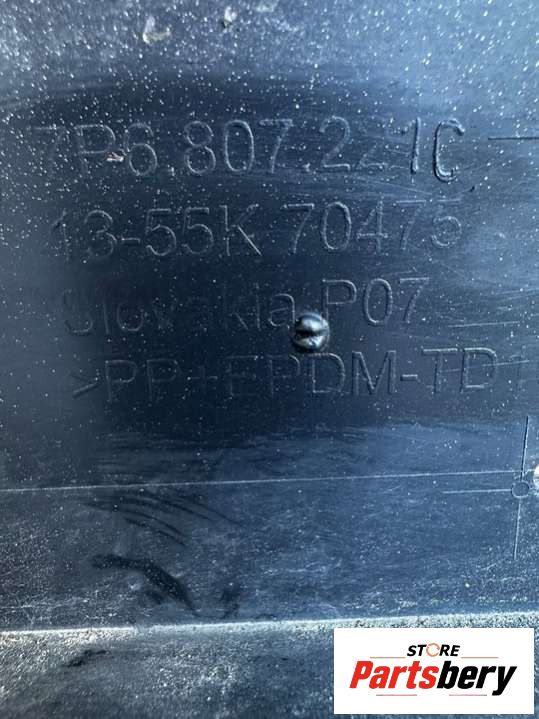 7P6.807.221C
13-55K 70475
Slovakia P07
>PP+EPDM-TD1
STORE
Partsbery